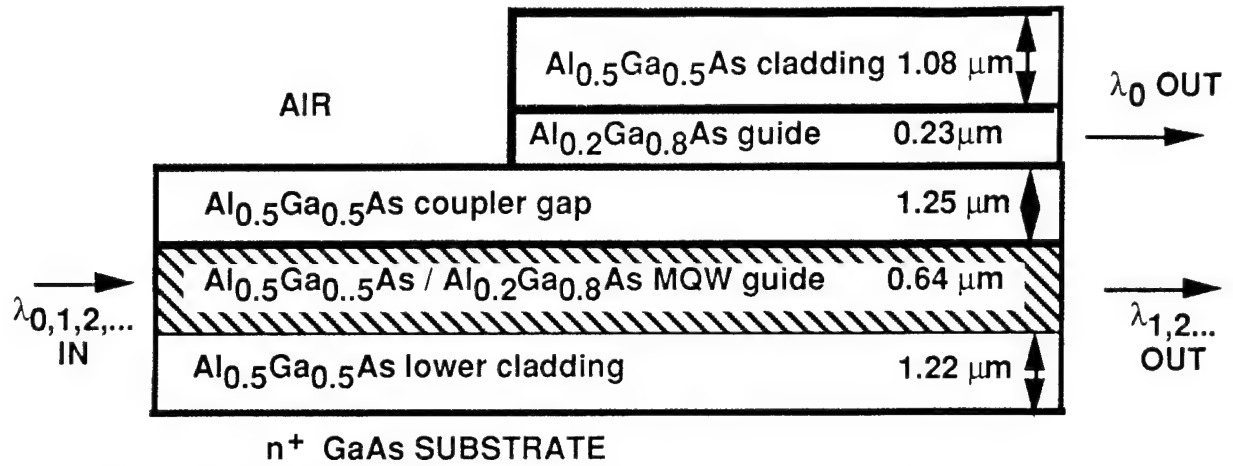 Al0.5Ga0.5As cladding 1.08 μm
λ0 OUT
AIR
Al0.2Ga0.8As guide 0.23μm
Al0.5Ga0.5As coupler gap 1.25 μm
Al0.5Ga0..5As / Al0.2Ga0.8As MQW guide 0.64 μm
λ0,1,2,...
IN
λ1,2...
OUT
Al0.5Ga0.5As lower cladding 1.22 μm
n+ GaAs SUBSTRATE